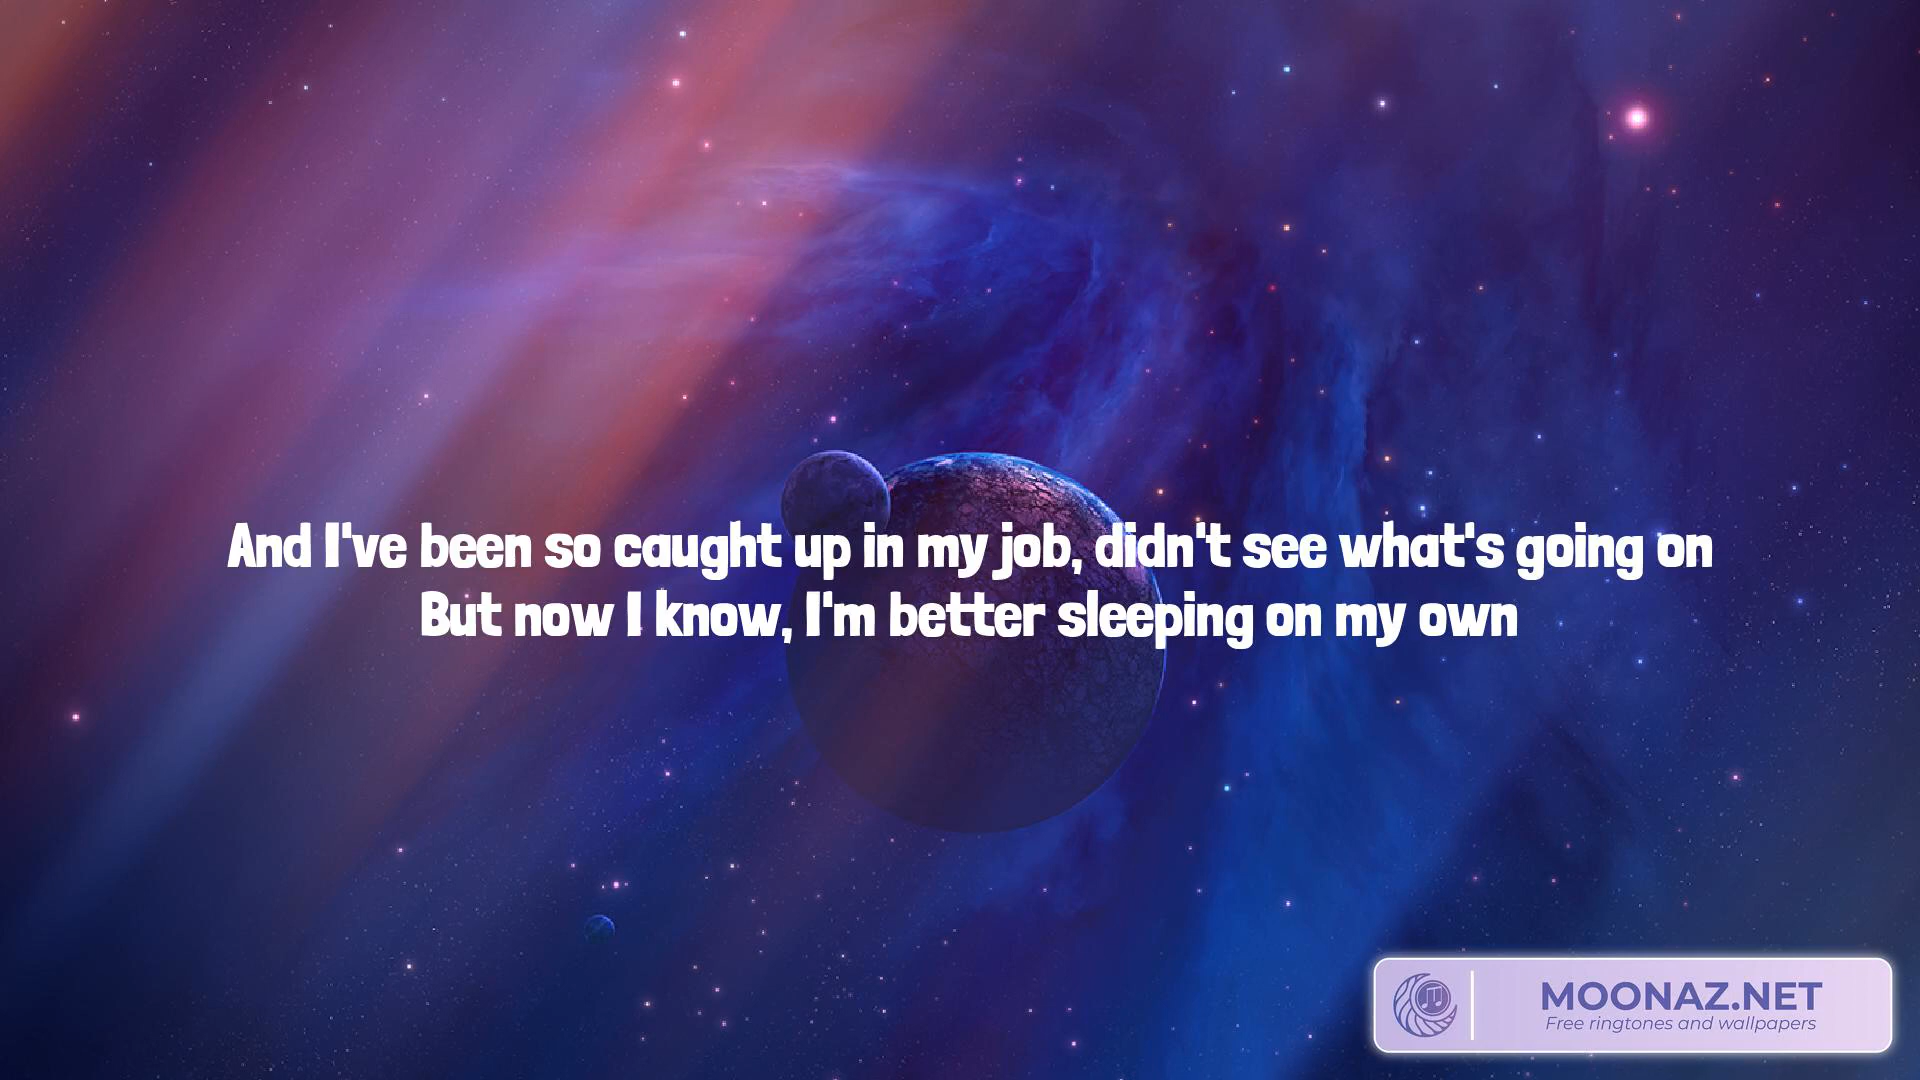 And I've been so caught up in my job, didn't see what's going on
But now I know, I'm better sleeping on my own
MOONAZ.NET
Free ringtones and wallpapers